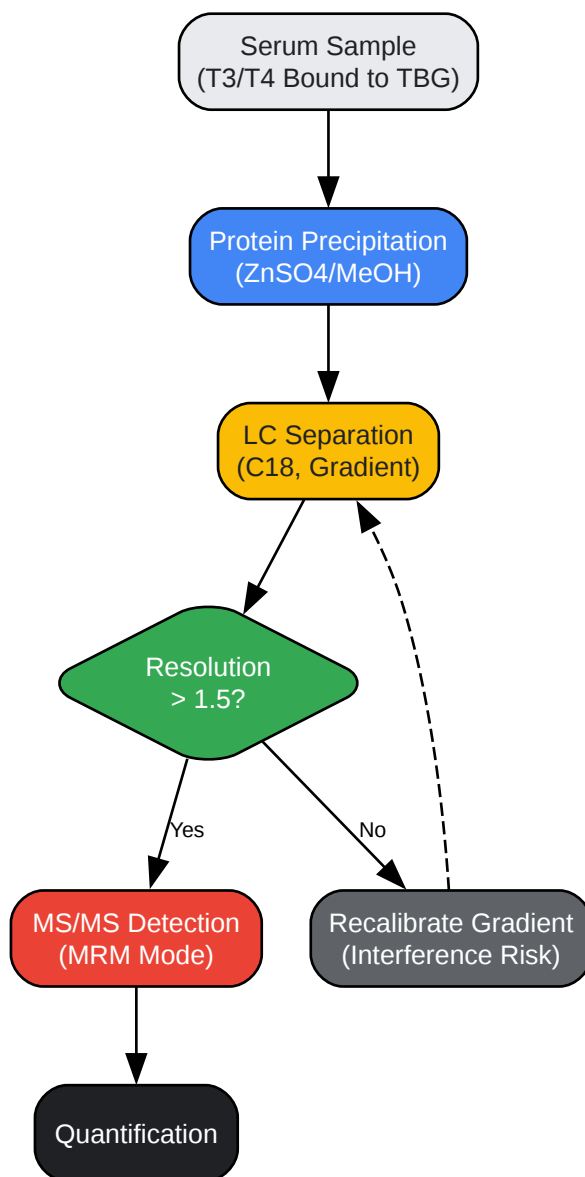 Serum Sample
(T3/T4 Bound to TBG)
Protein Precipitation
(ZnSO4/MeOH)
LC Separation
(C18, Gradient)
Resolution
> 1.5?
Yes
No
MS/MS Detection
(MRM Mode)
Recalibrate Gradient
(Interference Risk)
Quantification